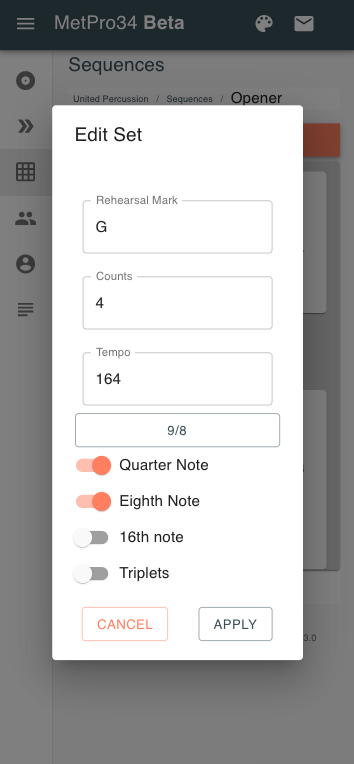 MetPro34 Beta
Sequences
United Percussion / Sequences / Opener
Edit Set
Rehearsal Mark
G
Counts
4
Tempo
164
9/8
Quarter Note
Eighth Note
16th note
Triplets
CANCEL APPLY
3.0